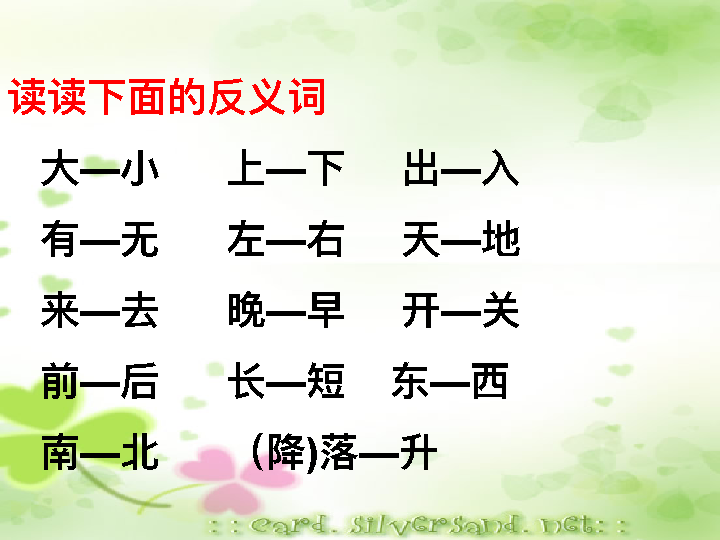 读读下面的反义词
大—小 上—下 出—入
有—无 左—右 天—地
来—去 晚—早 开—关
前—后 长—短 东—西
南—北 （降)落—升
::card.silversand.net::